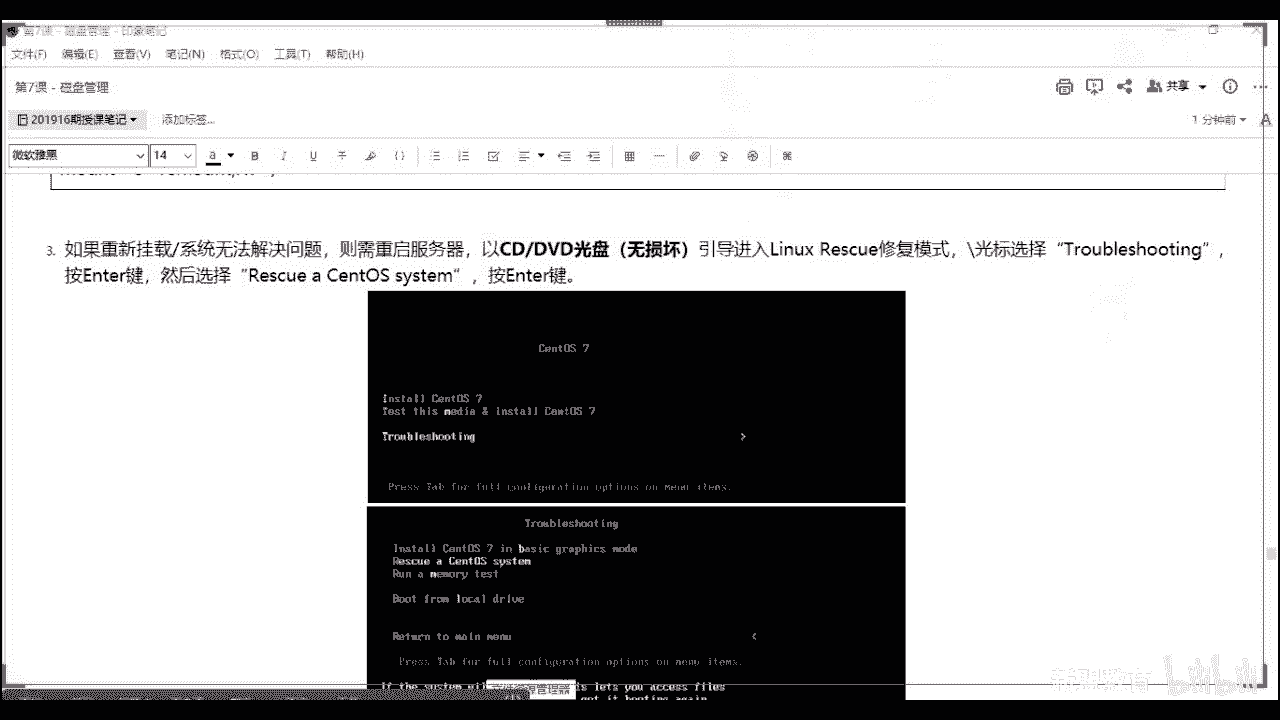 第7课 - 磁盘管理 - 印象笔记
文件(F) 编辑(E) 查看(V) 笔记(N) 格式(O) 工具(T) 帮助(H)
第7课 - 磁盘管理
共享
201916期授课笔记 添加标签...
1 分钟前
微软雅黑 14
3. 如果重新挂载/系统无法解决问题，则需重启服务器，以CD/DVD光盘（无损坏）引导进入Linux Rescue修复模式，\光标选择“Troubleshooting”，
按Enter键，然后选择“Rescue a CentOS system”，按Enter键。
CentOS 7
Install CentOS 7
Test this media & install CentOS 7
Troubleshooting >
Press Tab for full configuration options on menu items.
Troubleshooting
Install CentOS 7 in basic graphics mode
Rescue a CentOS system
Run a memory test
Boot from local drive
Return to main menu <
Press Tab for full configuration options on menu items.
If the system lets you access files
get it booting again
bilibili